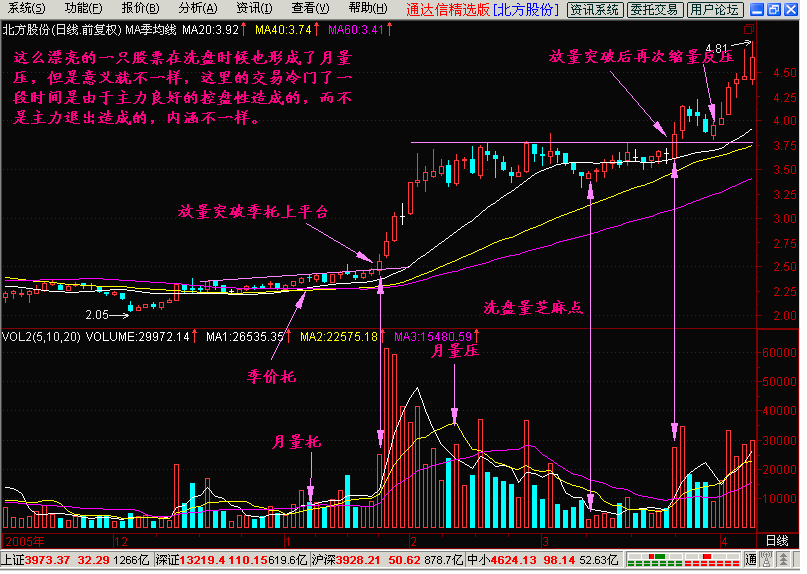 系统(S) 功能(F) 报价(B) 分析(A) 资讯(I) 查看(V) 帮助(H) 通达信精选版 [北方股份] 资讯系统 委托交易 用户论坛
北方股份(日线.前复权) MA季均线 MA20:3.92↑ MA40:3.74↑ MA60:3.41↑
4.81
这么漂亮的一只股票在洗盘时候也形成了月量
压，但是意义就不一样，这里的交易冷门了一
段时间是由于主力良好的控盘性造成的，而不
是主力退出造成的，内涵不一样。
放量突破后再次缩量反压
4.50
4.25
4.00
3.75
3.50
3.25
3.00
2.75
2.50
2.25
2.00
放量突破季托上平台
2.05
洗盘量芝麻点
季价托
VOL2(5,10,20) VOLUME:29972.14↑ MA1:26535.35↑ MA2:22575.18↑ MA3:15480.59↑
月量压
月量托
60000
50000
40000
30000
20000
10000
2005年 12 1 2 3 4 日线
上证3973.37 32.29 1266亿 深证13219.4 110.15 619.6亿 沪深3928.21 50.62 878.7亿 中小4624.13 98.14 52.63亿 通